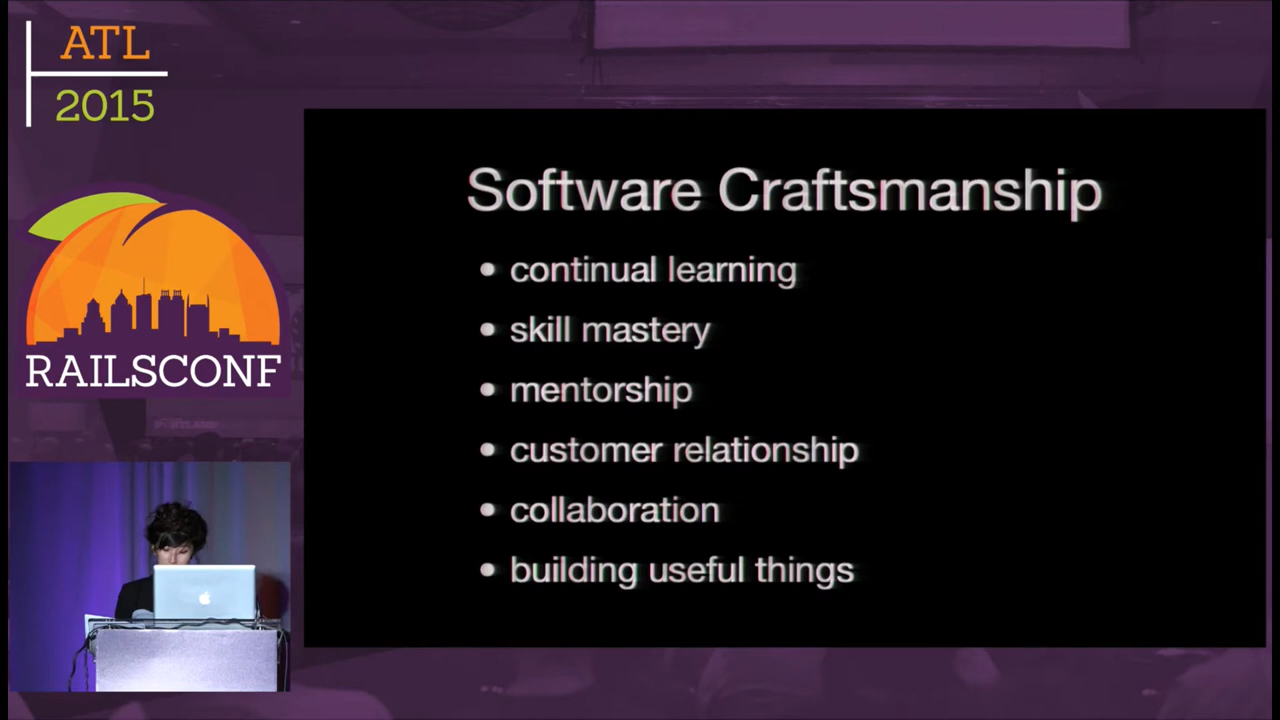 ATL
2015
RAILSCONF
Software Craftsmanship
• continual learning
• skill mastery
• mentorship
• customer relationship
• collaboration
• building useful things